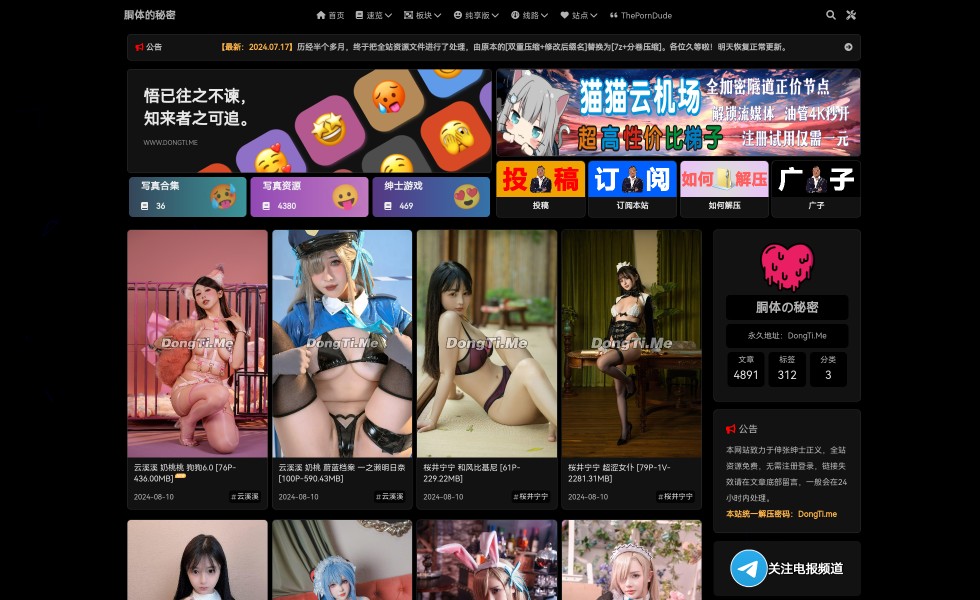 胴体的秘密
首页 速览 板块 纯享版 线路 站点 ThePornDude
公告
【最新：2024.07.17】历经半个多月，终于把全站资源文件进行了处理，由原本的[双重压缩+修改后缀名]替换为[7z+分卷压缩]。各位久等啦！明天恢复正常更新。
悟已往之不谏，
知来者之可追。
WWW.DONGTI.ME
猫猫云机场
全加密隧道正价节点
解锁流媒体 油管4K秒开
超高性价比梯子
注册试用仅需一元
写真合集
36
写真资源
4380
绅士游戏
469
投稿
订阅
如何解压
广子
投稿
订阅本站
如何解压
广子
DongTi.Me
DongTi.Me
DongTi.Me
DongTi.Me
云溪溪 奶桃桃 狗狗6.0 [76P-
436.00MB]
2024-08-10
#云溪溪
云溪溪 奶桃 蔚蓝档案 一之濑明日奈
[100P-590.43MB]
2024-08-10
#云溪溪
桜井宁宁 和风比基尼 [61P-
229.22MB]
2024-08-10
#桜井宁宁
桜井宁宁 超涩女仆 [79P-1V-
2281.31MB]
2024-08-10
#桜井宁宁
胴体の秘密
永久地址：DongTi.Me
文章 标签 分类
4891 312 3
公告
本网站致力于伸张绅士正义，全站
资源免费，无需注册登录，链接失
效请在文章底部留言，一般会在24
小时内处理。
本站统一解压密码：DongTi.me
关注电报频道